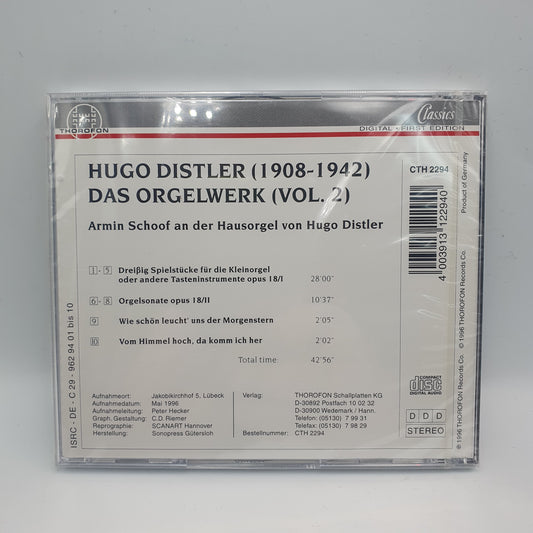 THOROFON
Classics
DIGITAL - FIRST EDITION
HUGO DISTLER (1908-1942)
DAS ORGELWERK (VOL. 2)
CTH 2294
Armin Schoof an der Hausorgel von Hugo Distler
4 003913 122940
Product of Germany
1 - 5 Dreißig Spielstücke für die Kleinorgel
oder andere Tasteninstrumente opus 18/I 28'00"
6 - 8 Orgelsonate opus 18/II 10'37"
9 Wie schön leucht' uns der Morgenstern 2'05"
10 Vom Himmel hoch, da komm ich her 2'02"
Total time: 42'56"
Aufnahmeort: Jakobikirchhof 5, Lübeck
Aufnahmedatum: Mai 1996
Aufnahmeleitung: Peter Hecker
Graph. Gestaltung: C.D. Riemer
Reprographie: SCANART Hannover
Herstellung: Sonopress Gütersloh
Verlag: THOROFON Schallplatten KG
D-30892 Postfach 10 02 32
D-30900 Wedemark / Hann.
Telefon: (05130) 7 99 31
Telefax: (05130) 7 98 29
Bestellnummer: CTH 2294
COMPACT
disc
DIGITAL AUDIO
D D D
STEREO
© 1996 THOROFON Records Co.
℗ 1996 THOROFON Records Co.
ISRC - DE - C 29 - 962 94 01 bis 10